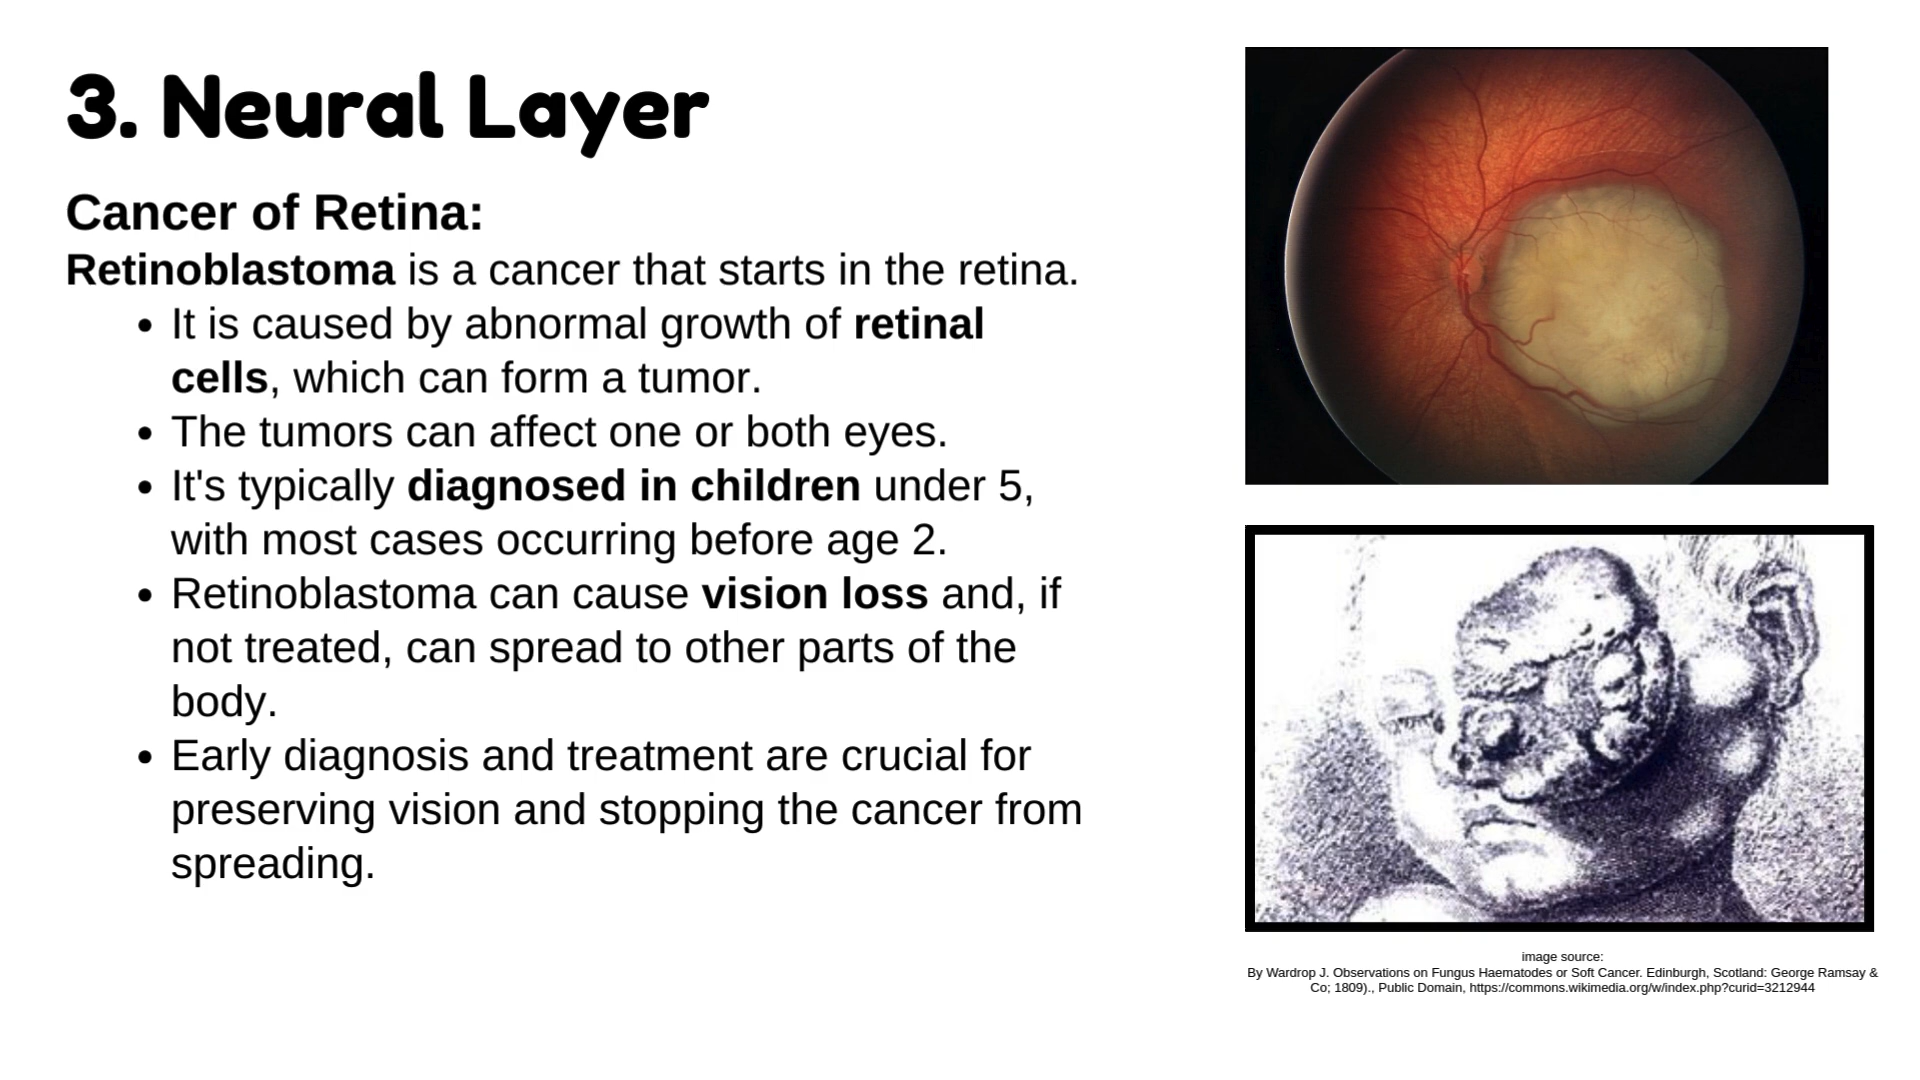 3. Neural Layer
Cancer of Retina:
Retinoblastoma is a cancer that starts in the retina.
• It is caused by abnormal growth of retinal
cells, which can form a tumor.
• The tumors can affect one or both eyes.
• It's typically diagnosed in children under 5,
with most cases occurring before age 2.
• Retinoblastoma can cause vision loss and, if
not treated, can spread to other parts of the
body.
• Early diagnosis and treatment are crucial for
preserving vision and stopping the cancer from
spreading.
image source:
By Wardrop J. Observations on Fungus Haematodes or Soft Cancer. Edinburgh, Scotland: George Ramsay &
Co; 1809)., Public Domain, https://commons.wikimedia.org/w/index.php?curid=3212944